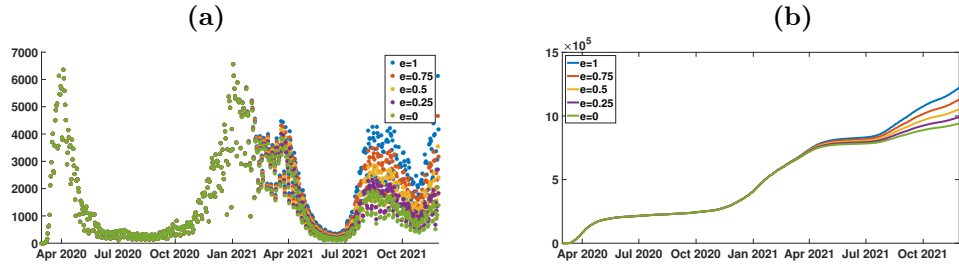 (a)
7000
6000
5000
4000
3000
2000
1000
0
e=1
e=0.75
e=0.5
e=0.25
e=0
Apr 2020 Jul 2020 Oct 2020 Jan 2021 Apr 2021 Jul 2021 Oct 2021
(b)
×10⁵
15
10
5
0
e=1
e=0.75
e=0.5
e=0.25
e=0
Apr 2020 Jul 2020 Oct 2020 Jan 2021 Apr 2021 Jul 2021 Oct 2021